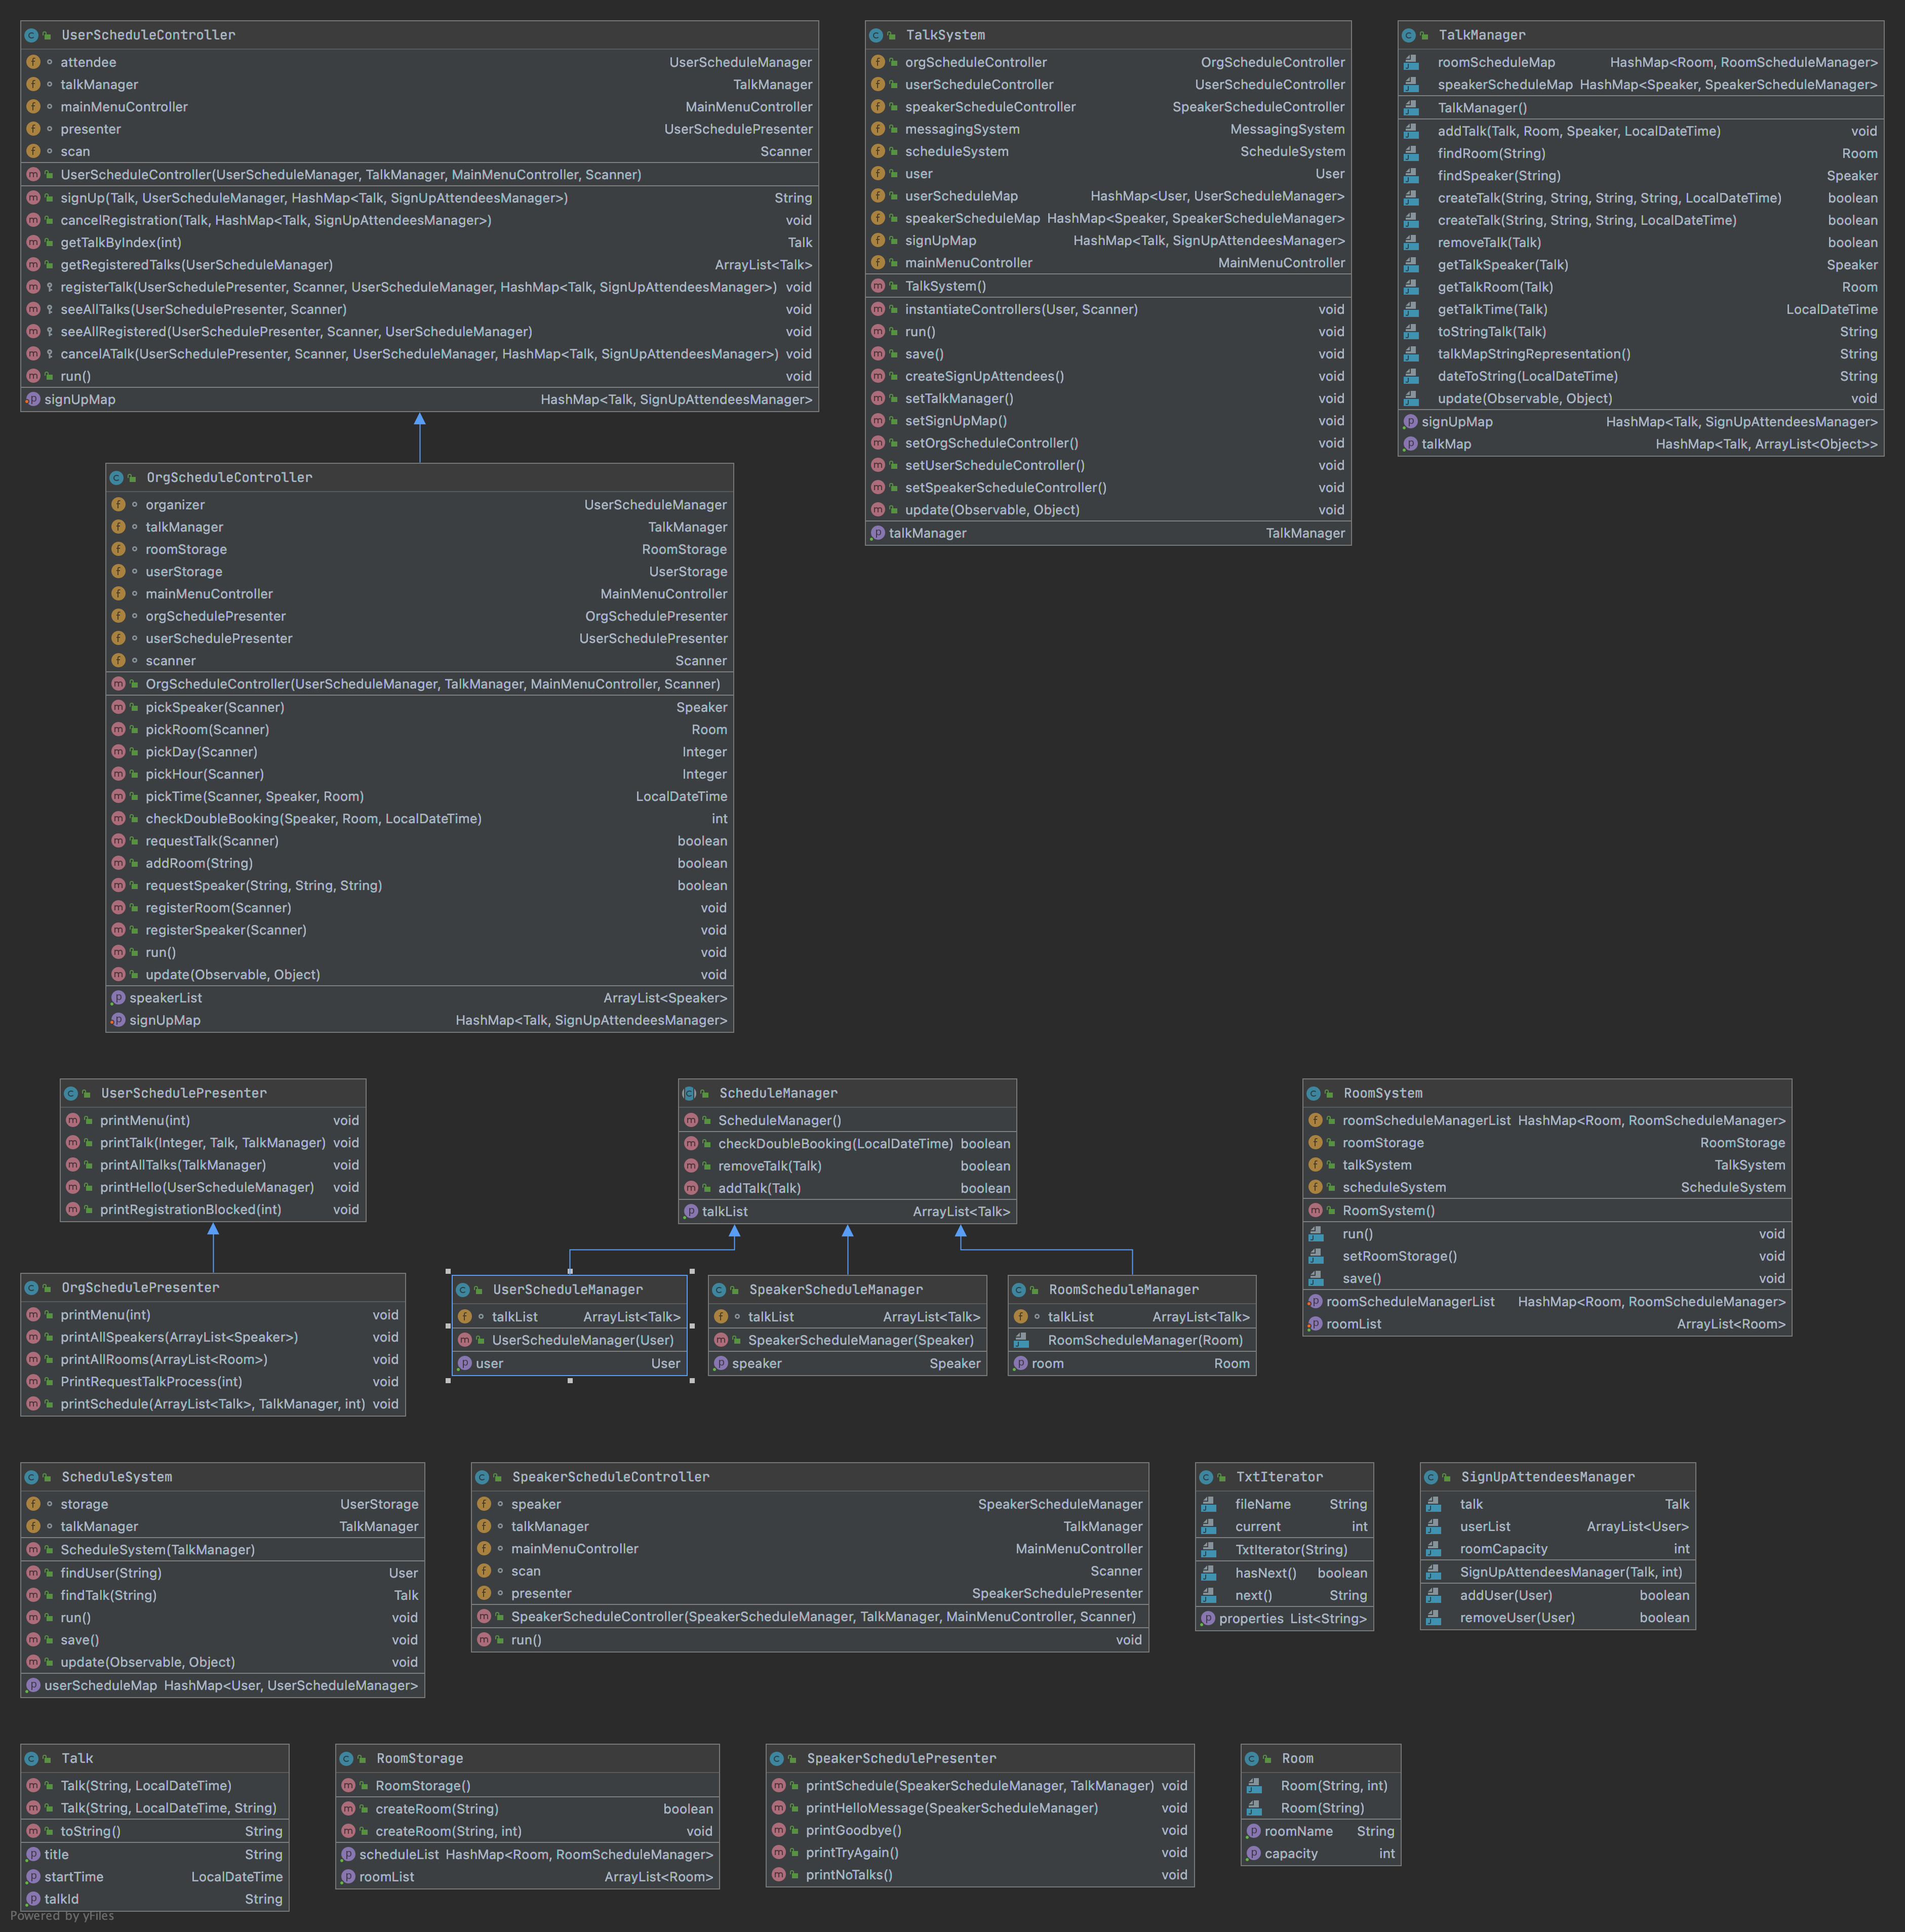 UserScheduleController
attendee UserScheduleManager
talkManager TalkManager
mainMenuController MainMenuController
presenter UserSchedulePresenter
scan Scanner
UserScheduleController(UserScheduleManager, TalkManager, MainMenuController, Scanner)
signUp(Talk, UserScheduleManager, HashMap<Talk, SignUpAttendeesManager>) String
cancelRegistration(Talk, HashMap<Talk, SignUpAttendeesManager>) void
getTalkByIndex(int) Talk
getRegisteredTalks(UserScheduleManager) ArrayList<Talk>
registerTalk(UserSchedulePresenter, Scanner, UserScheduleManager, HashMap<Talk, SignUpAttendeesManager>) void
seeAllTalks(UserSchedulePresenter, Scanner) void
seeAllRegistered(UserSchedulePresenter, Scanner, UserScheduleManager) void
cancelATalk(UserSchedulePresenter, Scanner, UserScheduleManager, HashMap<Talk, SignUpAttendeesManager>) void
run() void
signUpMap HashMap<Talk, SignUpAttendeesManager>
TalkSystem
orgScheduleController OrgScheduleController
userScheduleController UserScheduleController
speakerScheduleController SpeakerScheduleController
messagingSystem MessagingSystem
scheduleSystem ScheduleSystem
user User
userScheduleMap HashMap<User, UserScheduleManager>
speakerScheduleMap HashMap<Speaker, SpeakerScheduleManager>
signUpMap HashMap<Talk, SignUpAttendeesManager>
mainMenuController MainMenuController
TalkSystem()
instantiateControllers(User, Scanner) void
run() void
save() void
createSignUpAttendees() void
setTalkManager() void
setSignUpMap() void
setOrgScheduleController() void
setUserScheduleController() void
setSpeakerScheduleController() void
update(Observable, Object) void
talkManager TalkManager
TalkManager
roomScheduleMap HashMap<Room, RoomScheduleManager>
speakerScheduleMap HashMap<Speaker, SpeakerScheduleManager>
TalkManager()
addTalk(Talk, Room, Speaker, LocalDateTime) void
findRoom(String) Room
findSpeaker(String) Speaker
createTalk(String, String, String, String, LocalDateTime) boolean
createTalk(String, String, String, LocalDateTime) boolean
removeTalk(Talk) boolean
getTalkSpeaker(Talk) Speaker
getTalkRoom(Talk) Room
getTalkTime(Talk) LocalDateTime
toStringTalk(Talk) String
talkMapStringRepresentation() String
dateToString(LocalDateTime) String
update(Observable, Object) void
signUpMap HashMap<Talk, SignUpAttendeesManager>
talkMap HashMap<Talk, ArrayList<Object>>
OrgScheduleController
organizer UserScheduleManager
talkManager TalkManager
roomStorage RoomStorage
userStorage UserStorage
mainMenuController MainMenuController
orgSchedulePresenter OrgSchedulePresenter
userSchedulePresenter UserSchedulePresenter
scanner Scanner
OrgScheduleController(UserScheduleManager, TalkManager, MainMenuController, Scanner)
pickSpeaker(Scanner) Speaker
pickRoom(Scanner) Room
pickDay(Scanner) Integer
pickHour(Scanner) Integer
pickTime(Scanner, Speaker, Room) LocalDateTime
checkDoubleBooking(Speaker, Room, LocalDateTime) int
requestTalk(Scanner) boolean
addRoom(String) boolean
requestSpeaker(String, String, String) boolean
registerRoom(Scanner) void
registerSpeaker(Scanner) void
run() void
update(Observable, Object) void
speakerList ArrayList<Speaker>
signUpMap HashMap<Talk, SignUpAttendeesManager>
UserSchedulePresenter
printMenu(int) void
printTalk(Integer, Talk, TalkManager) void
printAllTalks(TalkManager) void
printHello(UserScheduleManager) void
printRegistrationBlocked(int) void
ScheduleManager
ScheduleManager()
checkDoubleBooking(LocalDateTime) boolean
removeTalk(Talk) boolean
addTalk(Talk) boolean
talkList ArrayList<Talk>
RoomSystem
roomScheduleManagerList HashMap<Room, RoomScheduleManager>
roomStorage RoomStorage
talkSystem TalkSystem
scheduleSystem ScheduleSystem
RoomSystem()
run() void
setRoomStorage() void
save() void
roomScheduleManagerList HashMap<Room, RoomScheduleManager>
roomList ArrayList<Room>
OrgSchedulePresenter
printMenu(int) void
printAllSpeakers(ArrayList<Speaker>) void
printAllRooms(ArrayList<Room>) void
PrintRequestTalkProcess(int) void
printSchedule(ArrayList<Talk>, TalkManager, int) void
UserScheduleManager
talkList ArrayList<Talk>
UserScheduleManager(User)
user User
SpeakerScheduleManager
talkList ArrayList<Talk>
SpeakerScheduleManager(Speaker)
speaker Speaker
RoomScheduleManager
talkList ArrayList<Talk>
RoomScheduleManager(Room)
room Room
ScheduleSystem
storage UserStorage
talkManager TalkManager
ScheduleSystem(TalkManager)
findUser(String) User
findTalk(String) Talk
run() void
save() void
update(Observable, Object) void
userScheduleMap HashMap<User, UserScheduleManager>
SpeakerScheduleController
speaker SpeakerScheduleManager
talkManager TalkManager
mainMenuController MainMenuController
scan Scanner
presenter SpeakerSchedulePresenter
SpeakerScheduleController(SpeakerScheduleManager, TalkManager, MainMenuController, Scanner)
run() void
TxtIterator
fileName String
current int
TxtIterator(String)
hasNext() boolean
next() String
properties List<String>
SignUpAttendeesManager
talk Talk
userList ArrayList<User>
roomCapacity int
SignUpAttendeesManager(Talk, int)
addUser(User) boolean
removeUser(User) boolean
Talk
Talk(String, LocalDateTime)
Talk(String, LocalDateTime, String)
toString() String
title String
startTime LocalDateTime
talkId String
RoomStorage
RoomStorage()
createRoom(String) boolean
createRoom(String, int) void
scheduleList HashMap<Room, RoomScheduleManager>
roomList ArrayList<Room>
SpeakerSchedulePresenter
printSchedule(SpeakerScheduleManager, TalkManager) void
printHelloMessage(SpeakerScheduleManager) void
printGoodbye() void
printTryAgain() void
printNoTalks() void
Room
Room(String, int)
Room(String)
roomName String
capacity int
Powered by yFiles